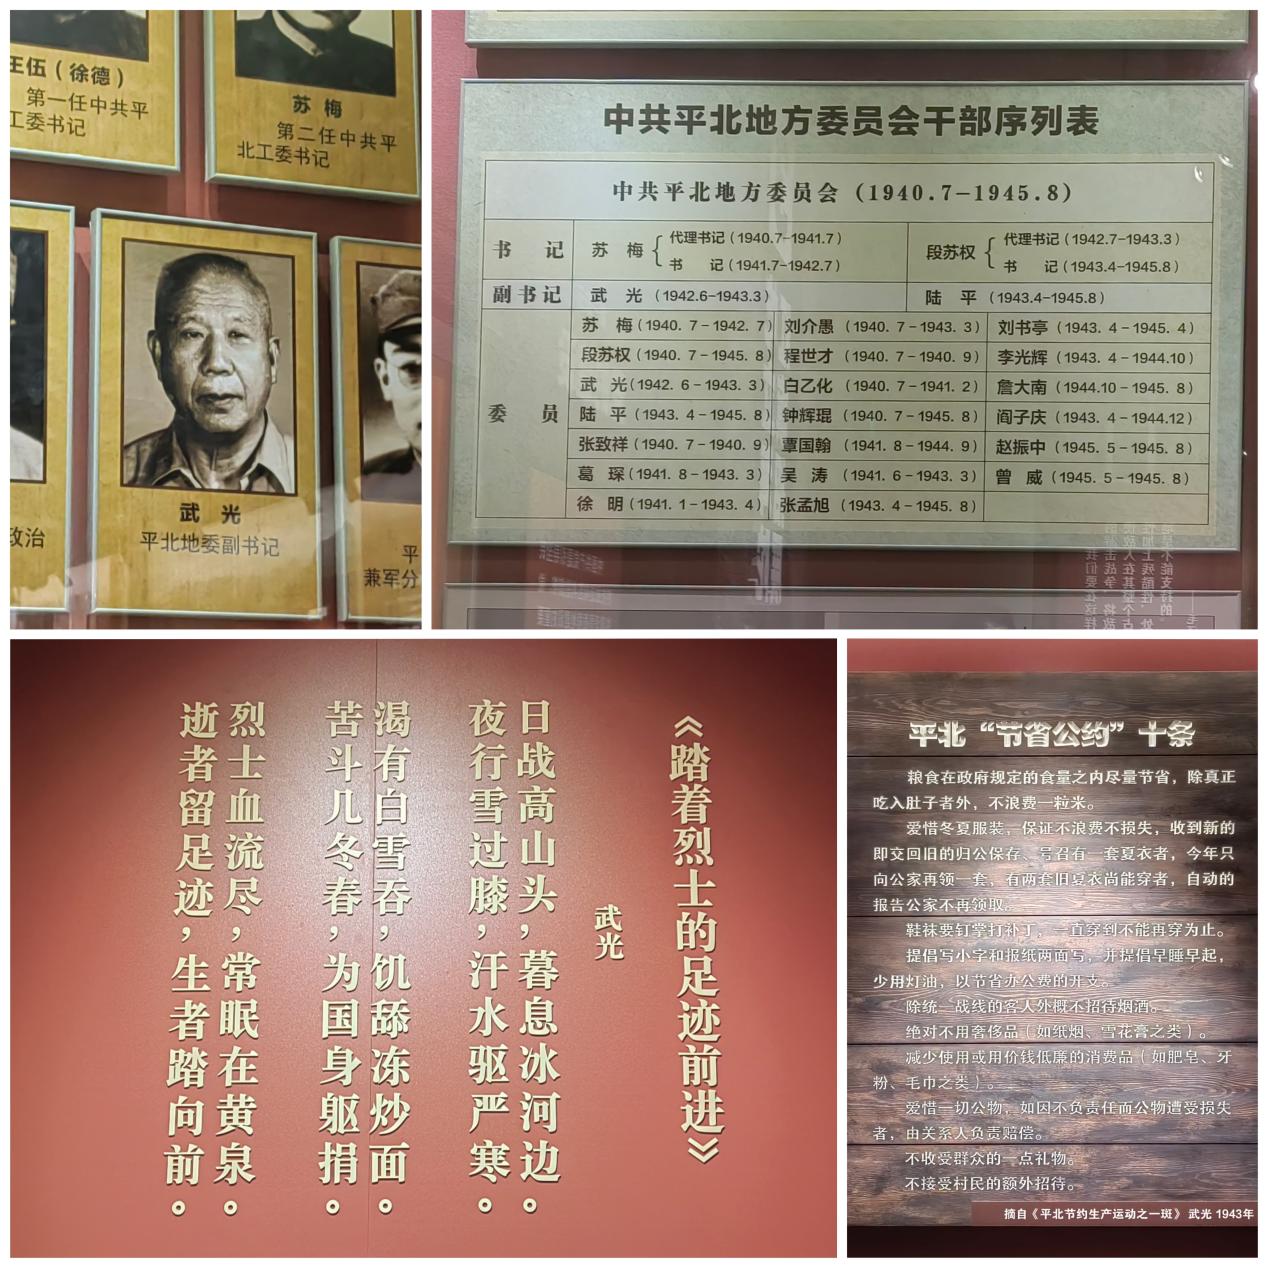 王伍（徐德）
第一任中共平
工委书记
苏 梅
第二任中共平
北工委书记
政治
武 光
平北地委副书记
平
兼军分
中共平北地方委员会干部序列表
中共平北地方委员会（1940.7—1945.8）
书 记 苏 梅 { 代理书记（1940.7-1941.7） 书 记（1941.7-1942.7） 段苏权 { 代理书记（1942.7-1943.3） 书 记（1943.4-1945.8）
副书记 武 光（1942.6-1943.3） 陆 平（1943.4-1945.8）
委 员
苏 梅(1940. 7-1942. 7) 刘介愚（1940. 7-1943. 3） 刘书亭（1943. 4-1945. 4）
段苏权(1940. 7-1945. 8) 程世才（1940. 7-1940. 9） 李光辉（1943. 4-1944.10）
武 光(1942. 6-1943. 3) 白乙化（1940. 7-1941. 2） 詹大南（1944.10-1945. 8）
陆 平(1943. 4-1945. 8) 钟辉琨（1940. 7-1945. 8） 阎子庆（1943. 4-1944.12）
张致祥(1940. 7-1940. 9) 覃国翰（1941. 8-1944. 9） 赵振中（1945. 5-1945. 8）
葛 琛(1941. 8-1943. 3) 吴 涛（1941. 6-1943. 3） 曾 威（1945. 5-1945. 8）
徐 明(1941. 1-1943. 4) 张孟旭（1943. 4-1945. 8）
《踏着烈士的足迹前进》
武光
日战高山头，暮息冰河边。
夜行雪过膝，汗水驱严寒。
渴有白雪吞，饥舔冻炒面。
苦斗几冬春，为国身躯捐。
烈士血流尽，常眠在黄泉。
逝者留足迹，生者踏向前。
平北“节省公约”十条
粮食在政府规定的食量之内尽量节省，除真正
吃入肚子者外，不浪费一粒米。
爱惜冬夏服装，保证不浪费不损失，收到新的
即交回旧的归公保存、号召有一套夏衣者，今年只
向公家再领一套，有两套旧夏衣尚能穿者，自动的
报告公家不再领取。
鞋袜要钉掌打补丁，一直穿到不能再穿为止。
提倡写小字和报纸两面写，并提倡早睡早起，
少用灯油，以节省办公费的开支。
除统一战线的客人外概不招待烟酒。
绝对不用奢侈品（如纸烟、雪花膏之类）。
减少使用或用价钱低廉的消费品（如肥皂、牙
粉、毛巾之类）。
爱惜一切公物，如因不负责任而公物遭受损失
者，由关系人负责赔偿。
不收受群众的一点礼物。
不接受村民的额外招待。
摘自《平北节约生产运动之一斑》 武光 1943年